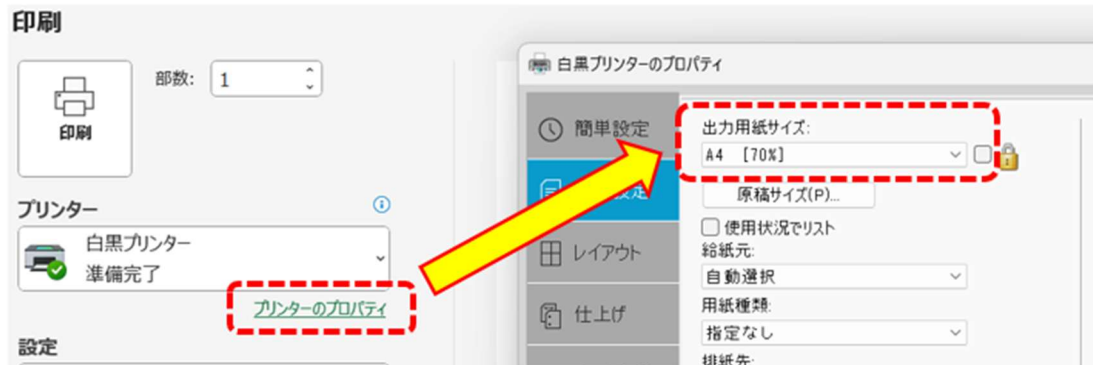 印刷
部数: 1
印刷
プリンター
白黒プリンター
準備完了
プリンターのプロパティ
設定
白黒プリンターのプロパティ
簡単設定
レイアウト
仕上げ
出力用紙サイズ:
A4 [70%]
原稿サイズ(P)...
使用状況でリスト
給紙元:
自動選択
用紙種類:
指定なし
排紙先: